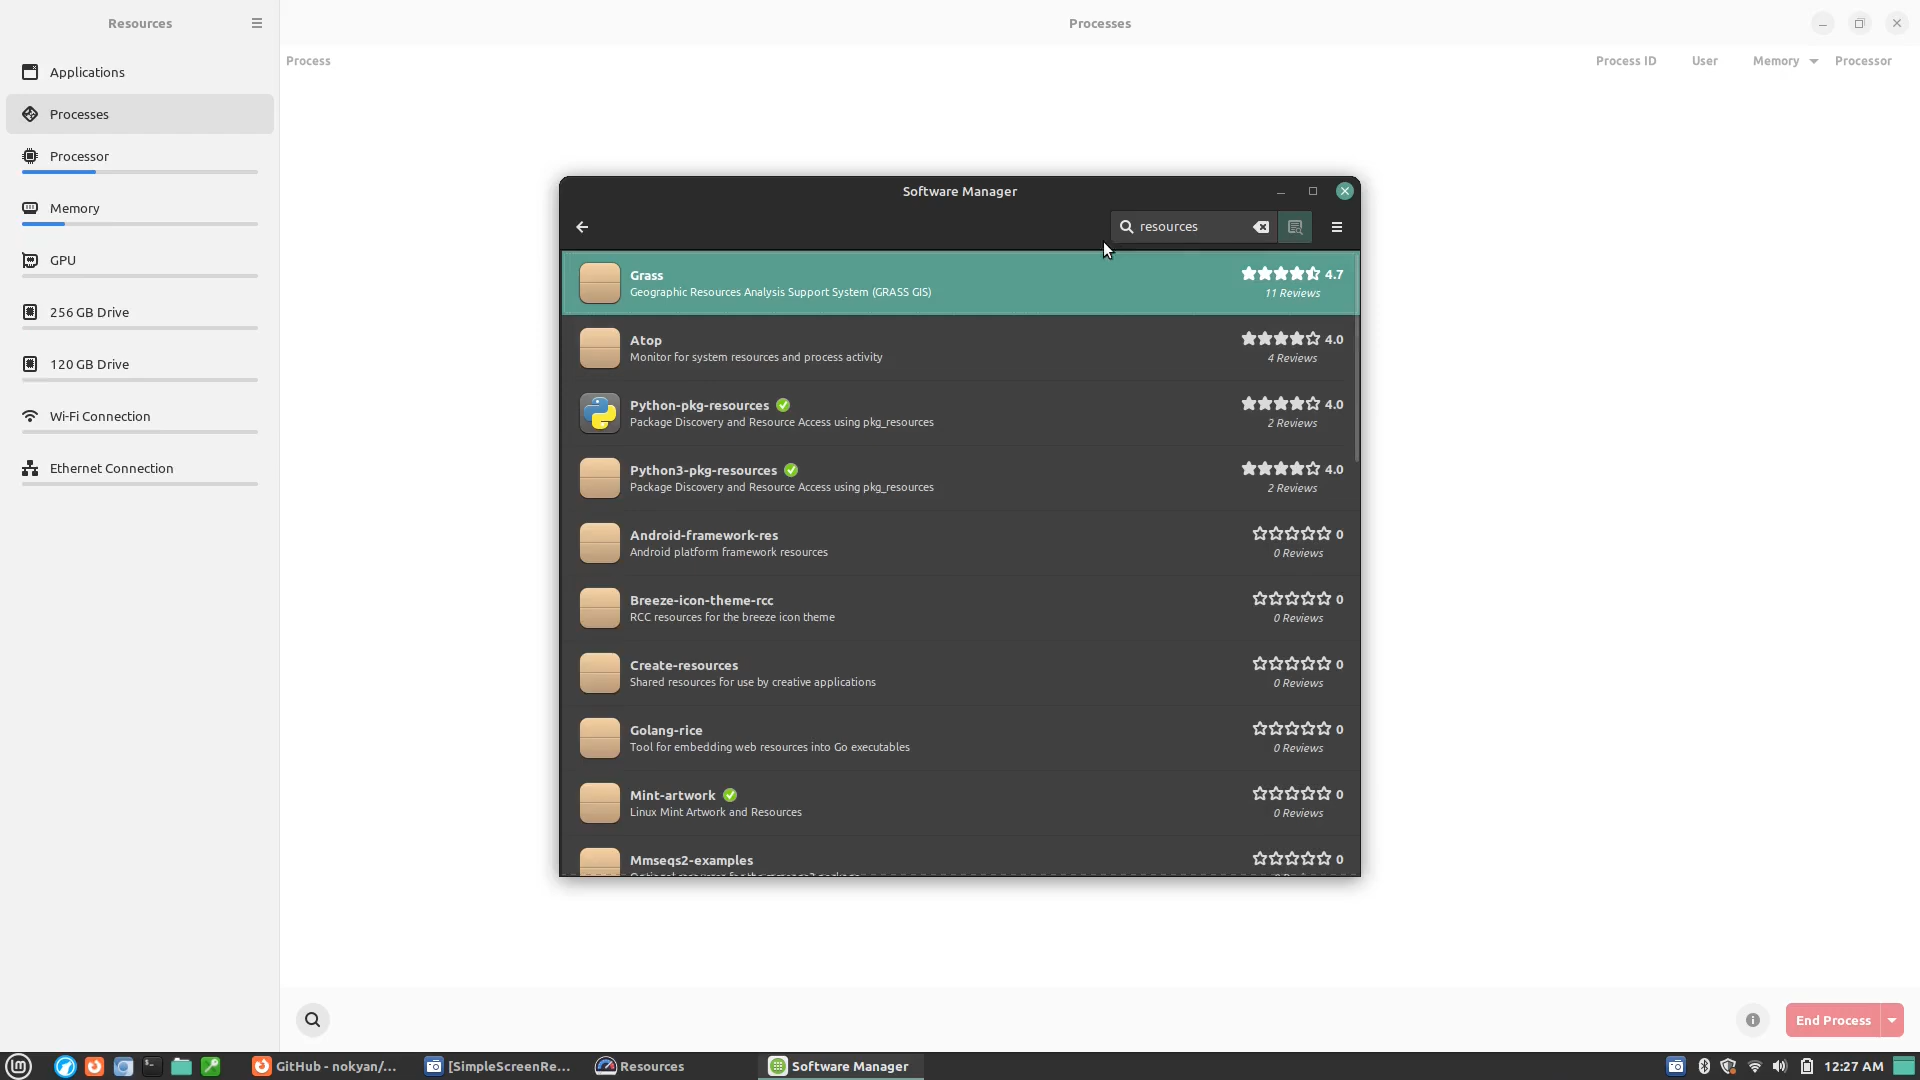 Resources
Applications
Processes
Processor
Memory
GPU
256 GB Drive
120 GB Drive
Wi-Fi Connection
Ethernet Connection
Processes
Process
Process ID
User
Memory
Processor
Software Manager
resources
Grass
Geographic Resources Analysis Support System (GRASS GIS)
4.7
11 Reviews
Atop
Monitor for system resources and process activity
4.0
4 Reviews
Python-pkg-resources
Package Discovery and Resource Access using pkg_resources
4.0
2 Reviews
Python3-pkg-resources
Package Discovery and Resource Access using pkg_resources
4.0
2 Reviews
Android-framework-res
Android platform framework resources
0
0 Reviews
Breeze-icon-theme-rcc
RCC resources for the breeze icon theme
0
0 Reviews
Create-resources
Shared resources for use by creative applications
0
0 Reviews
Golang-rice
Tool for embedding web resources into Go executables
0
0 Reviews
Mint-artwork
Linux Mint Artwork and Resources
0
0 Reviews
Mmseqs2-examples
0
End Process
GitHub - nokyan/...
[SimpleScreenRe...
Resources
Software Manager
12:27 AM